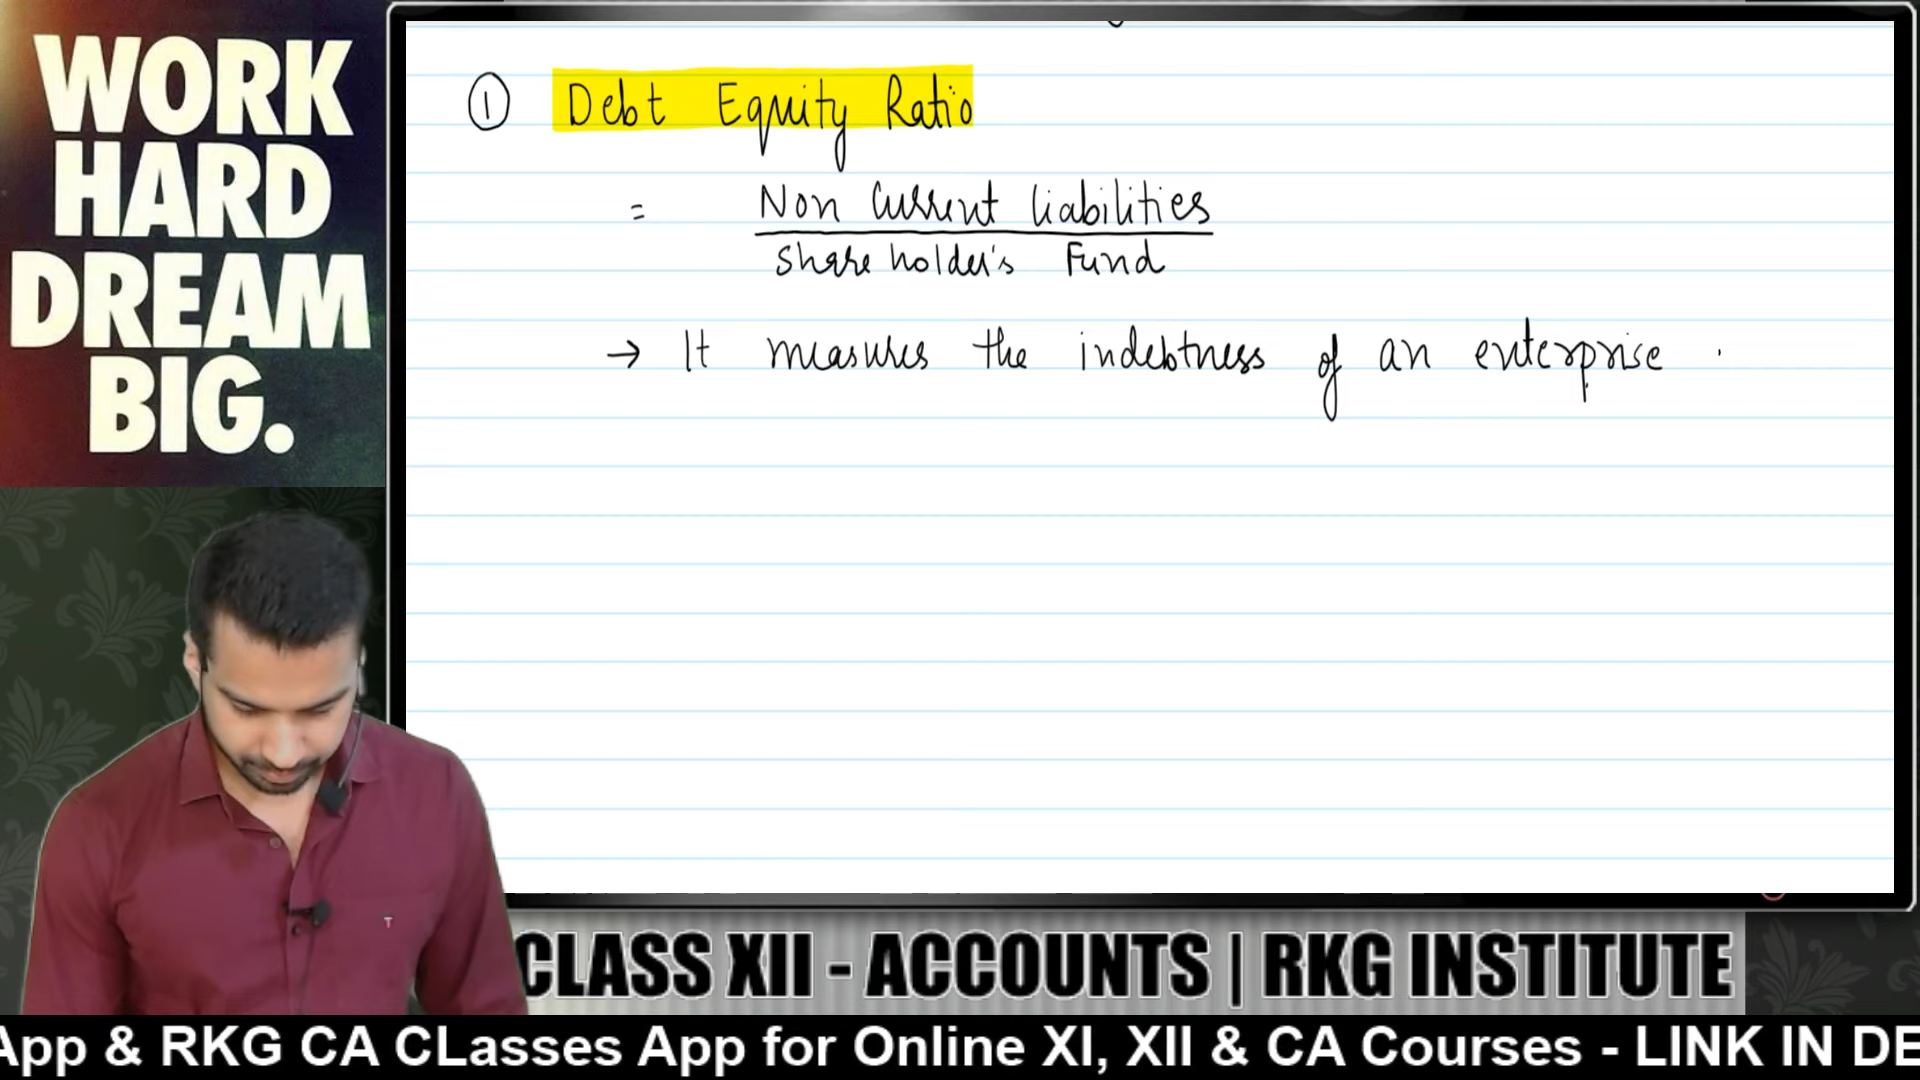 WORK
HARD
DREAM
BIG.
① Debt Equity Ratio
= Non Current liabilities
Share holder's Fund
→ It measures the indebtness of an enterprise .
CLASS XII - ACCOUNTS | RKG INSTITUTE
App & RKG CA CLasses App for Online XI, XII & CA Courses - LINK IN DE